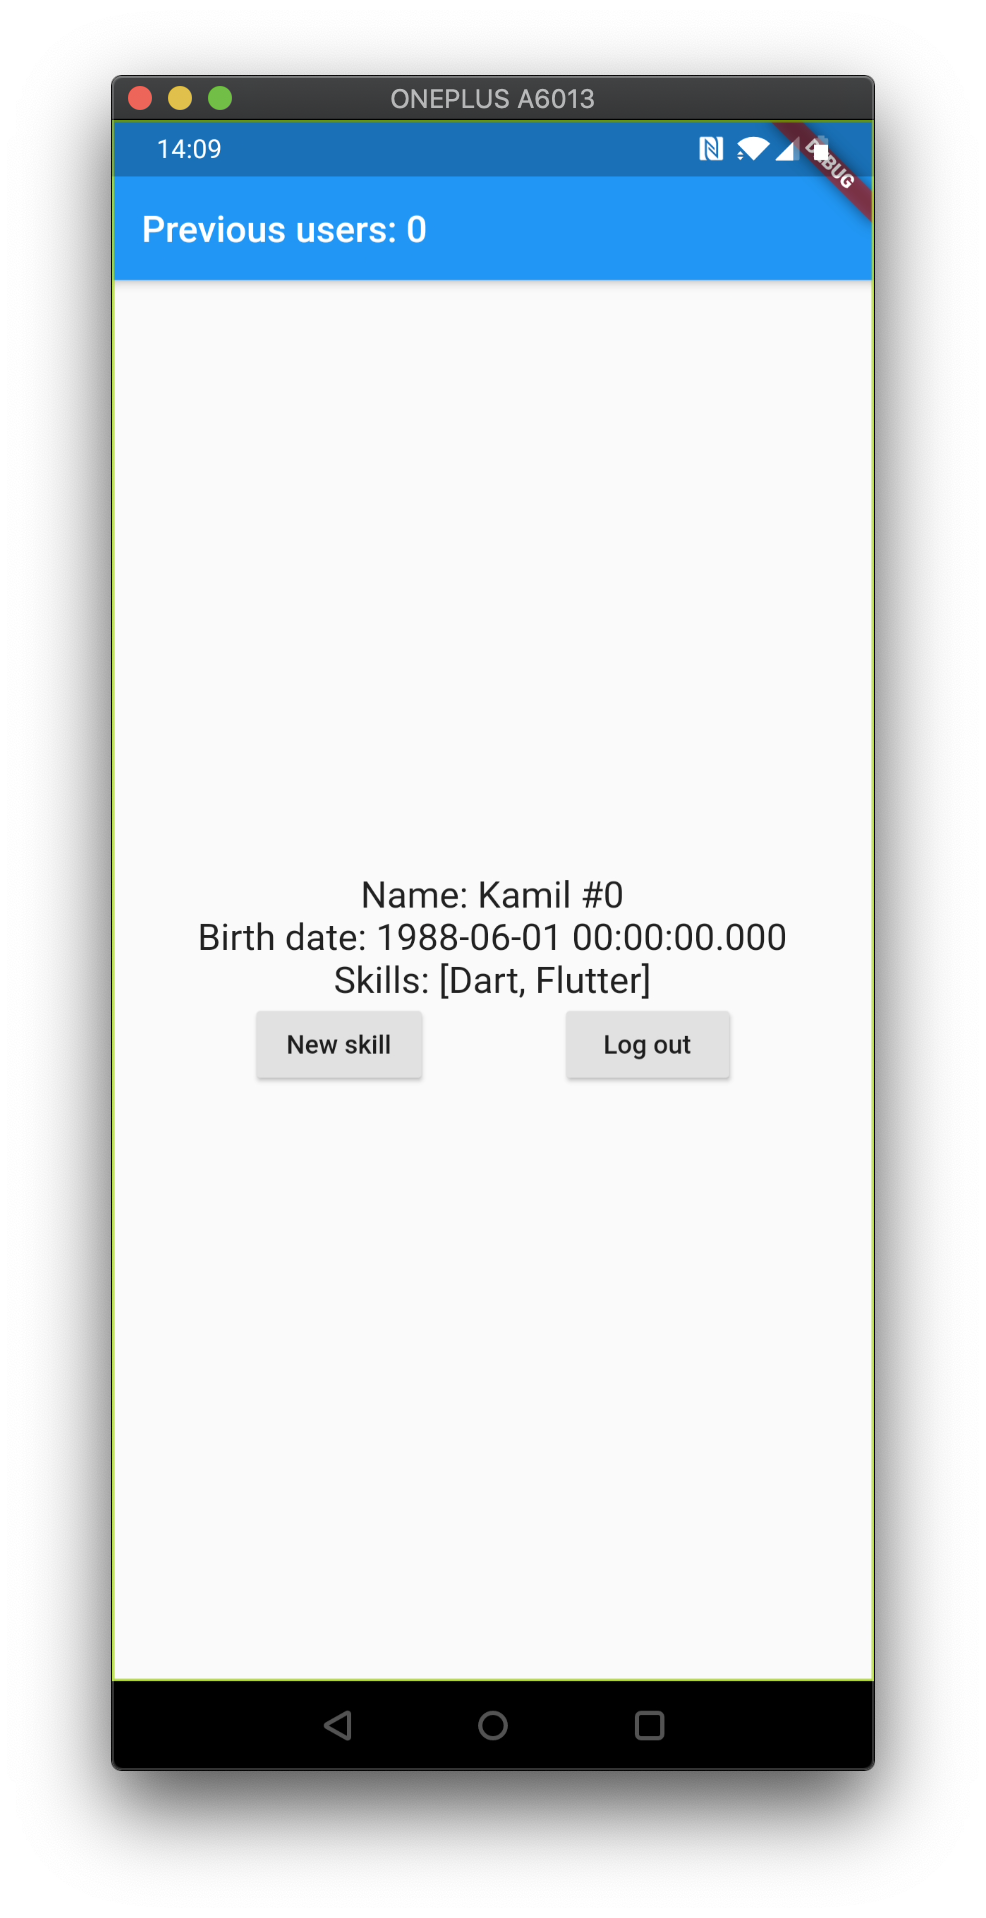 ONEPLUS A6013
14:09
DEBUG
Previous users: 0
Name: Kamil #0
Birth date: 1988-06-01 00:00:00.000
Skills: [Dart, Flutter]
New skill
Log out